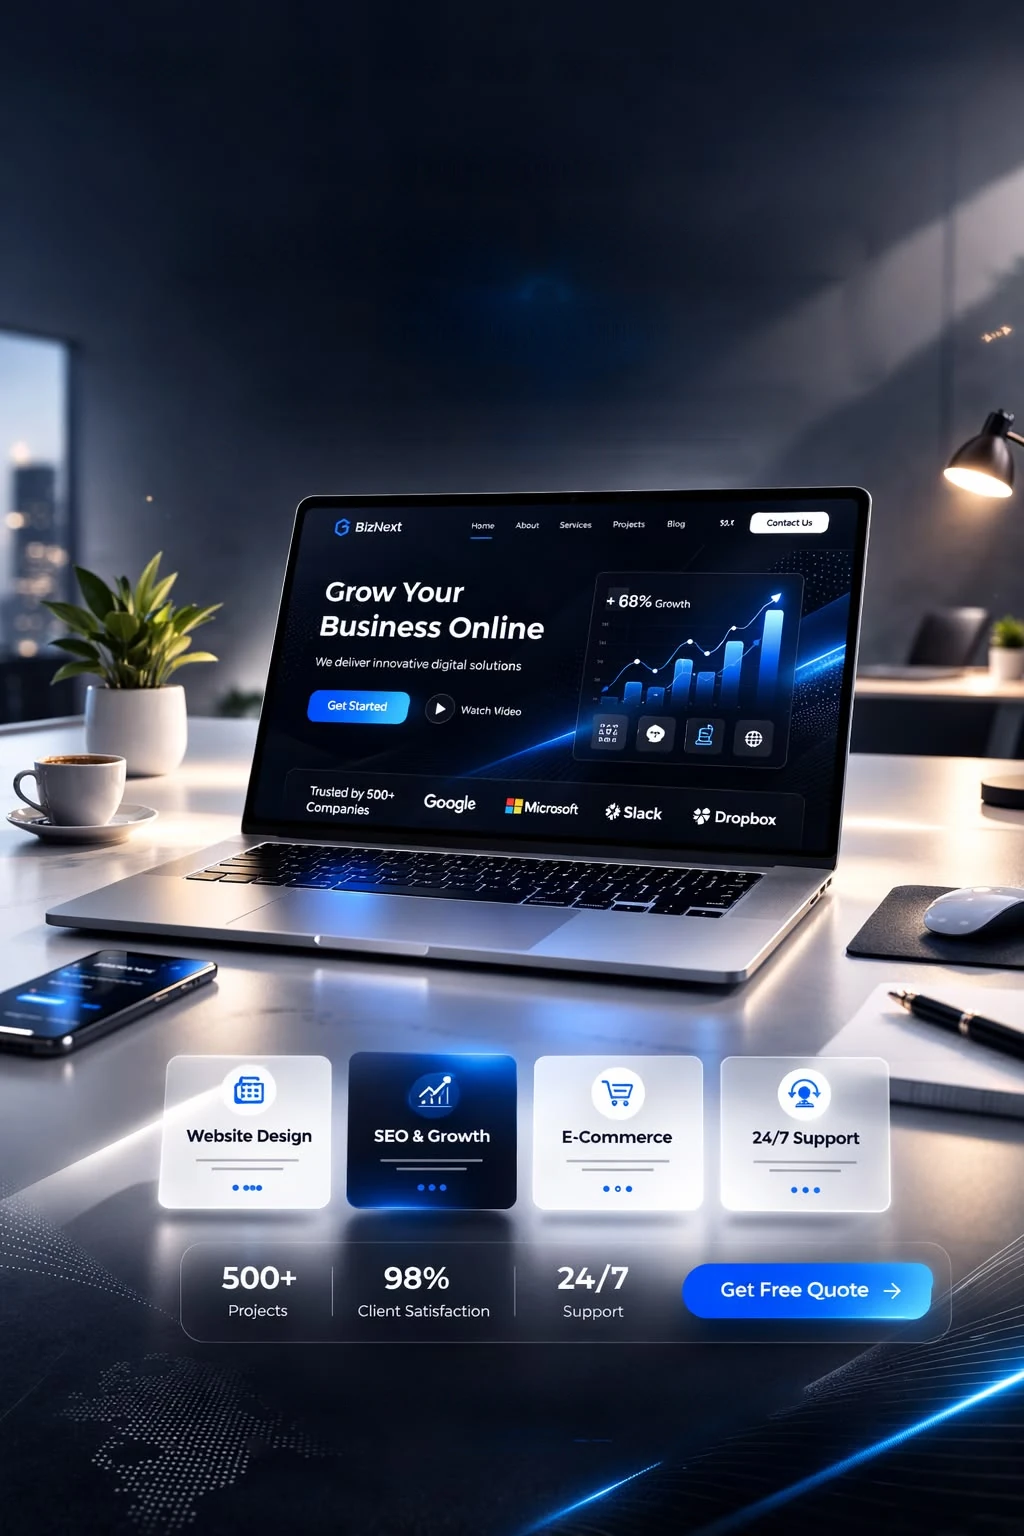 BizNext
Home About Services Projects Blog
Contact Us
Grow Your
Business Online
We deliver innovative digital solutions
Get Started
Watch Video
+ 68% Growth
Trusted by 500+
Companies
Google
Microsoft
Slack
Dropbox
Website Design
SEO & Growth
E-Commerce
24/7 Support
500+
Projects
98%
Client Satisfaction
24/7
Support
Get Free Quote →